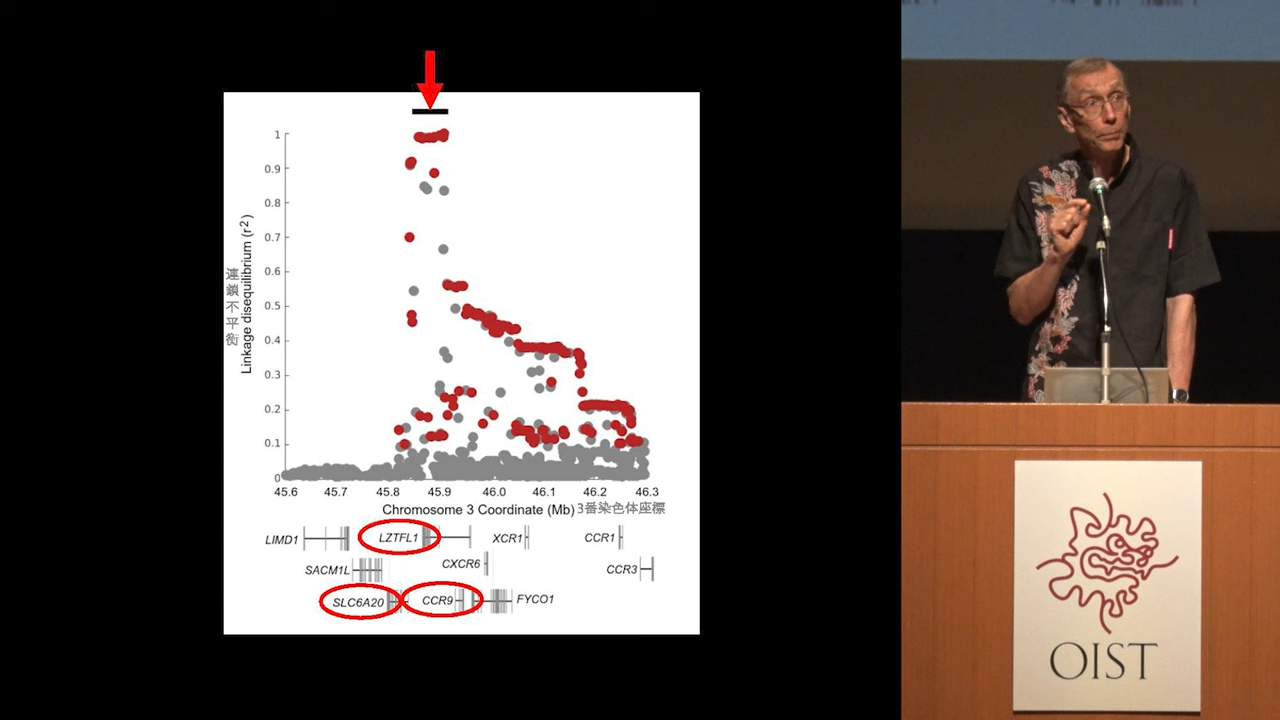 1
0.9
0.8
0.7
0.6
0.5
0.4
0.3
0.2
0.1
0
連鎖不平衡
Linkage disequilibrium (r2)
45.6 45.7 45.8 45.9 46.0 46.1 46.2 46.3
Chromosome 3 Coordinate (Mb) 3番染色体座標
LIMD1 LZTFL1 XCR1 CCR1
SACM1L CXCR6 CCR3
SLC6A20 CCR9 FYCO1
OIST